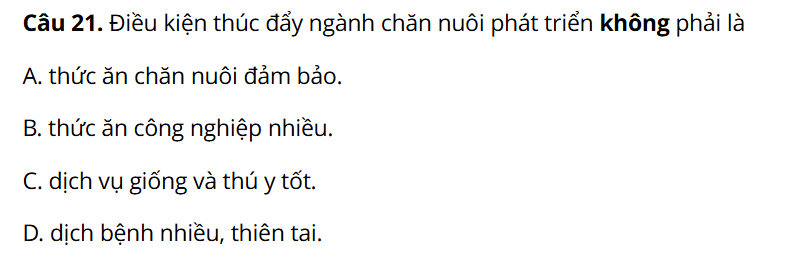 Câu 21. Điều kiện thúc đẩy ngành chăn nuôi phát triển không phải là
A. thức ăn chăn nuôi đảm bảo.
B. thức ăn công nghiệp nhiều.
C. dịch vụ giống và thú y tốt.
D. dịch bệnh nhiều, thiên tai.